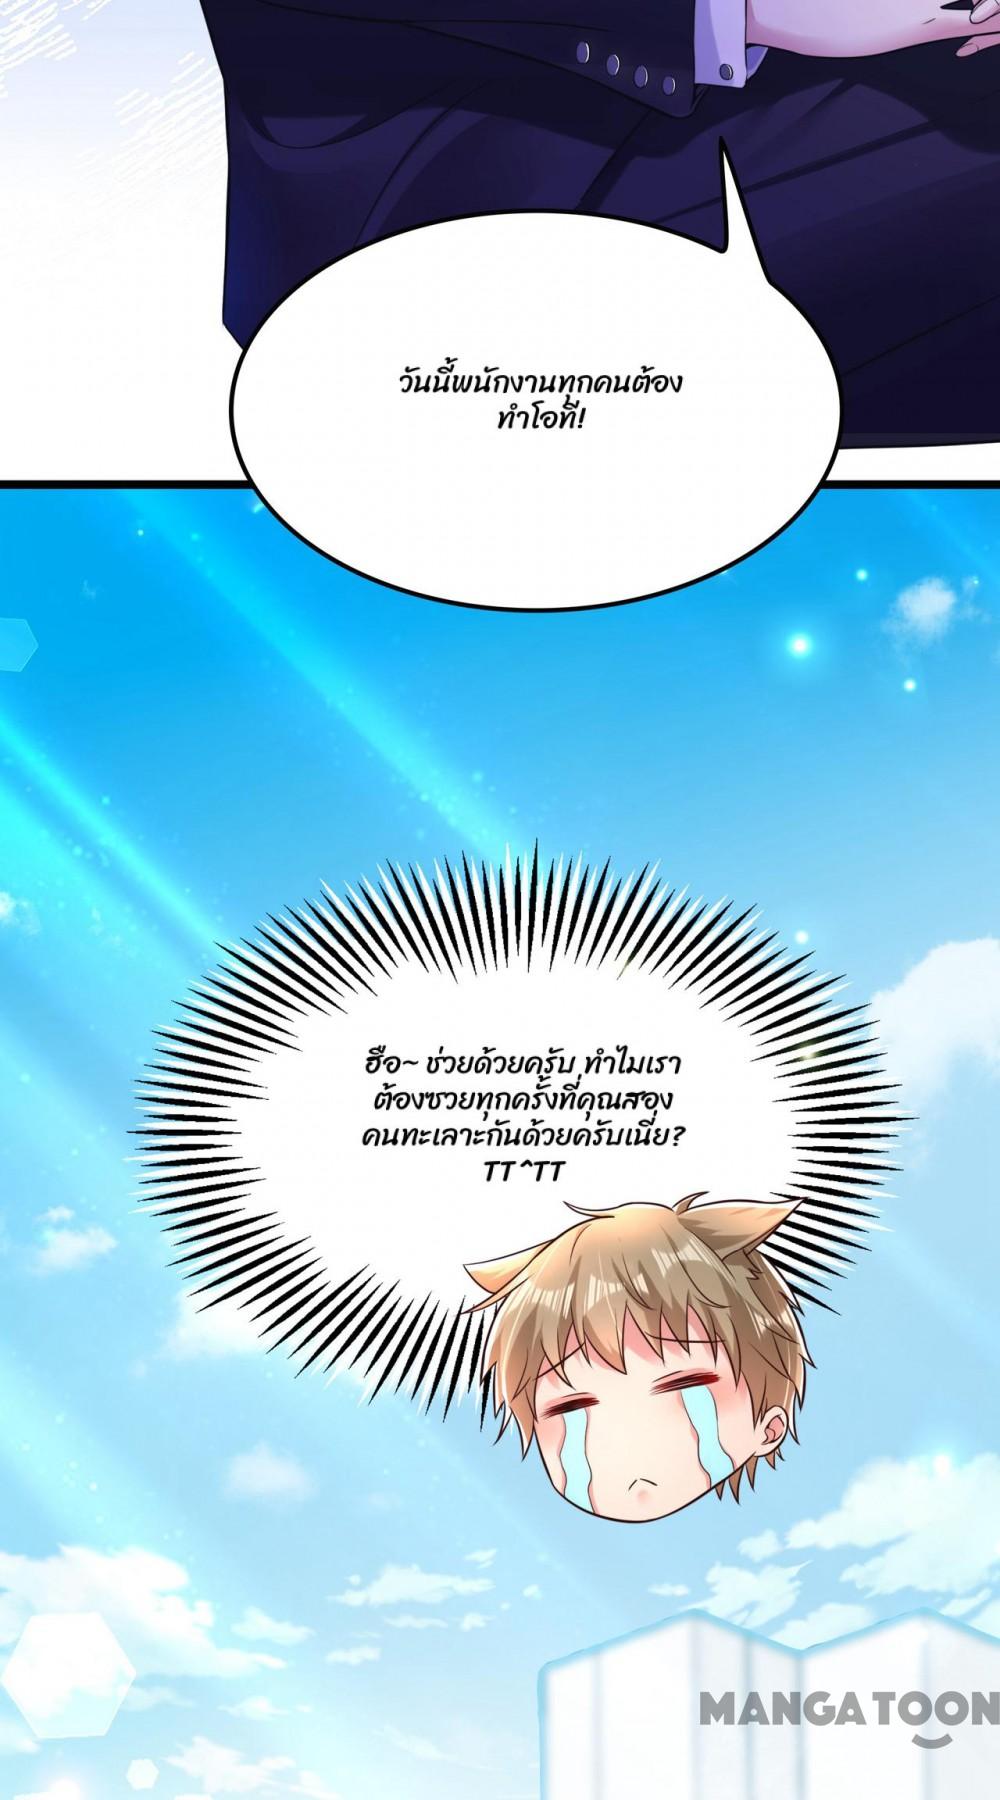 วันนี้พนักงานทุกคนต้อง
ทำโอที!
ฮือ~ ช่วยด้วยครับ ทำไมเรา
ต้องซวยทุกครั้งที่คุณสอง
คนทะเลาะกันด้วยครับเนี่ย?
TT^TT
MANGATOON